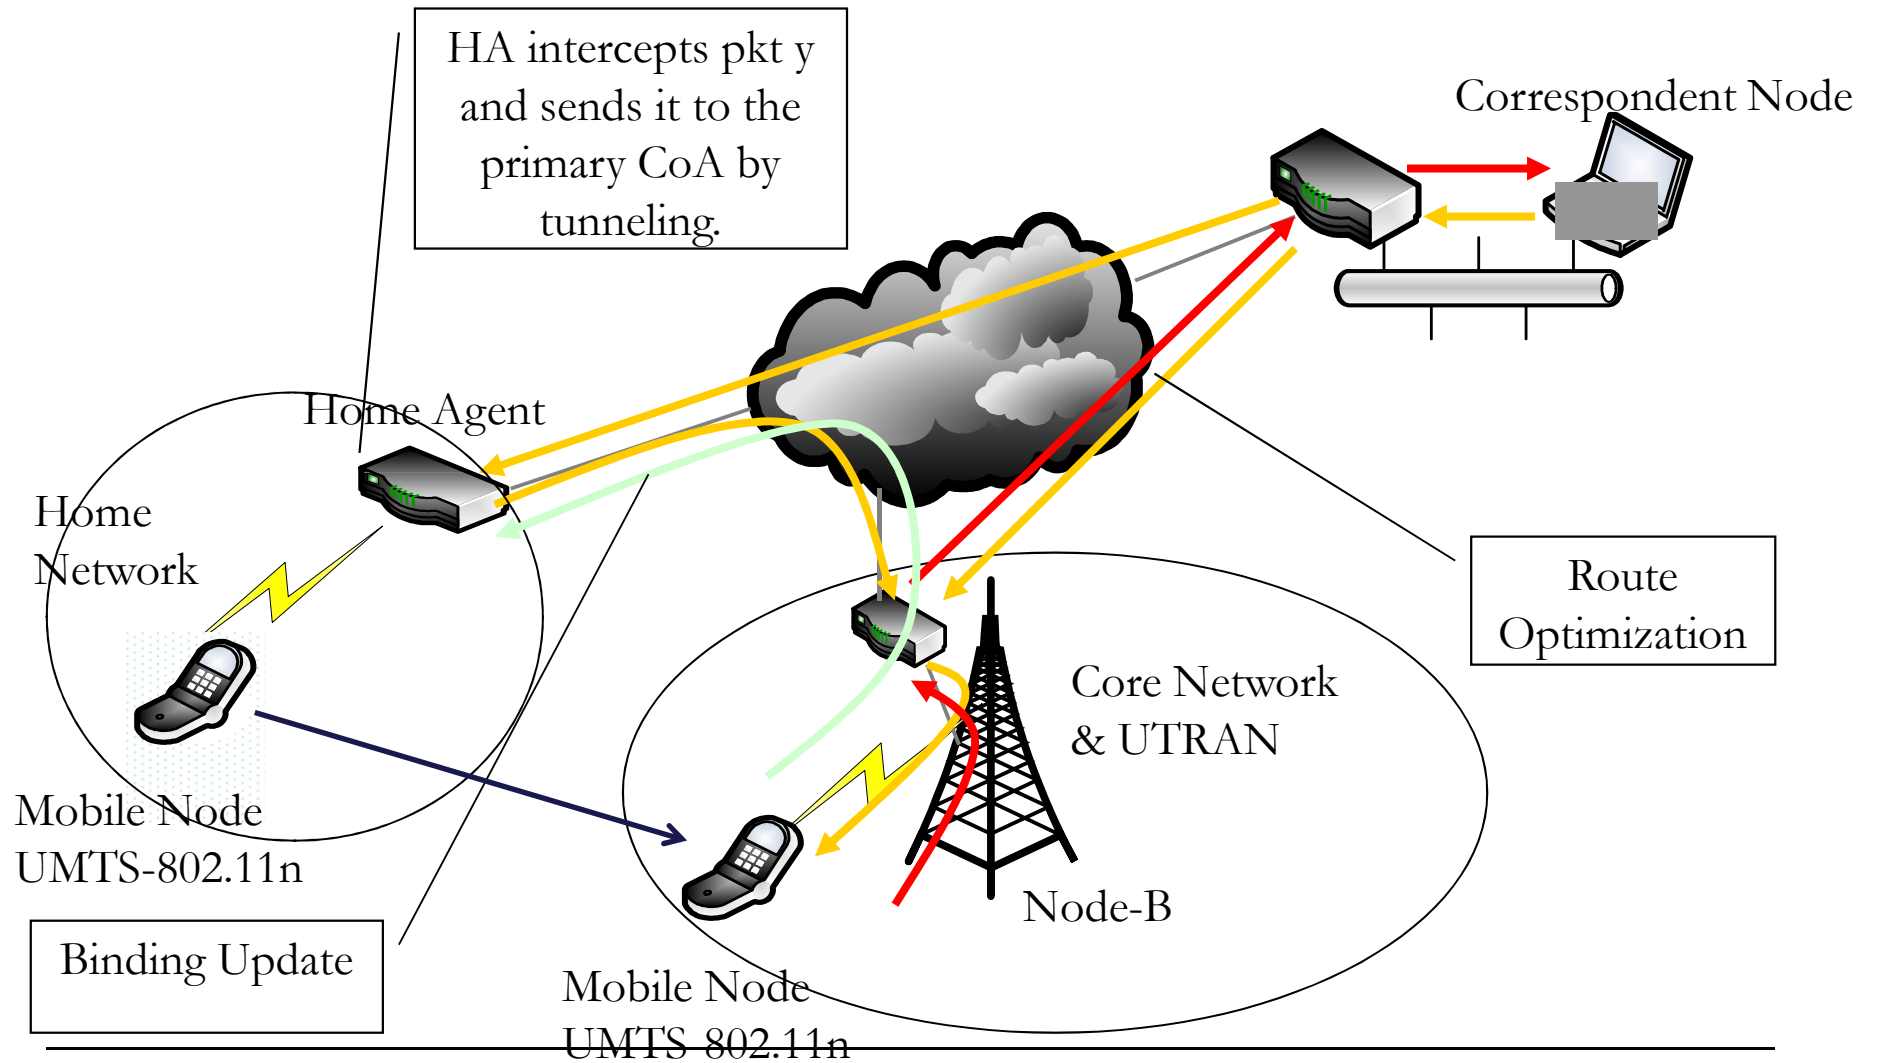 HA intercepts pkt y
and sends it to the
primary CoA by
tunneling.
Correspondent Node
Home Agent
Home
Network
Route
Optimization
Core Network
& UTRAN
Mobile Node
UMTS-802.11n
Node-B
Binding Update
Mobile Node
UMTS-802.11n